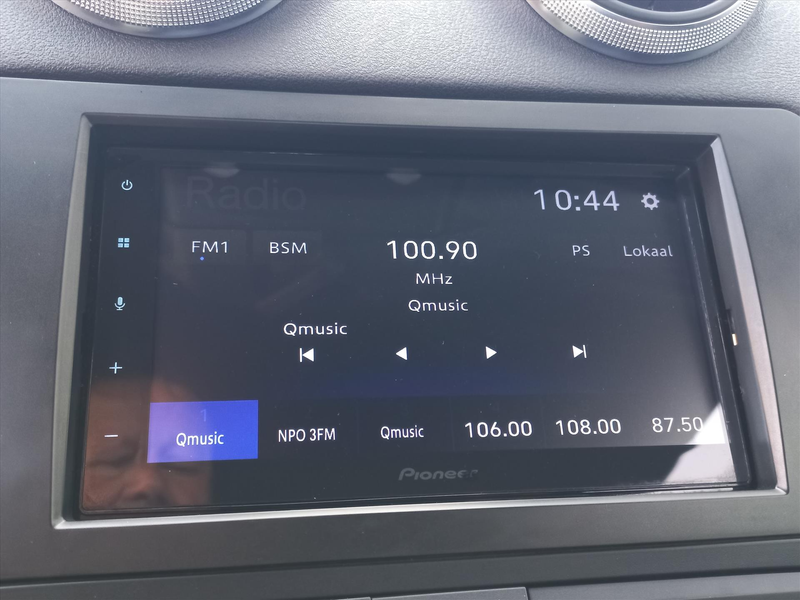 Radio
10:44
FM1 BSM 100.90 PS Lokaal
MHz
Qmusic
Qmusic
1
Qmusic NPO 3FM Qmusic 106.00 108.00 87.50
Pioneer